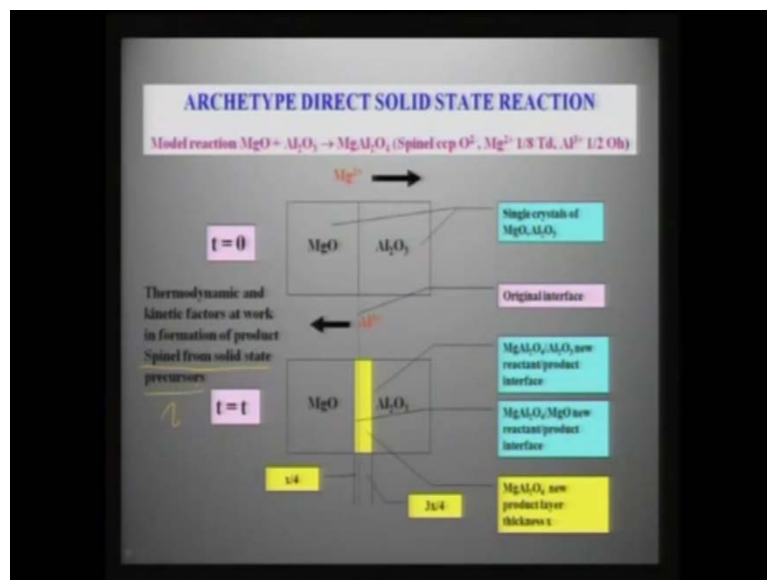 ARCHETYPE DIRECT SOLID STATE REACTION
Model reaction MgO + Al₂O₃ → MgAl₂O₄ (Spinel ccp O²⁻, Mg²⁺ 1/8 Td, Al³⁺ 1/2 Oh)
Mg²⁺
t = 0
MgO
Al₂O₃
Single crystals of
MgO, Al₂O₃
Original interface
Thermodynamic and
kinetic factors at work
in formation of product
Spinel from solid state
precursors
Al³⁺
t = t
MgO
Al₂O₃
MgAl₂O₄/Al₂O₃ new
reactant/product
interface
MgAl₂O₄/MgO new
reactant/product
interface
x/4
3x/4
MgAl₂O₄ new
product layer
thickness x